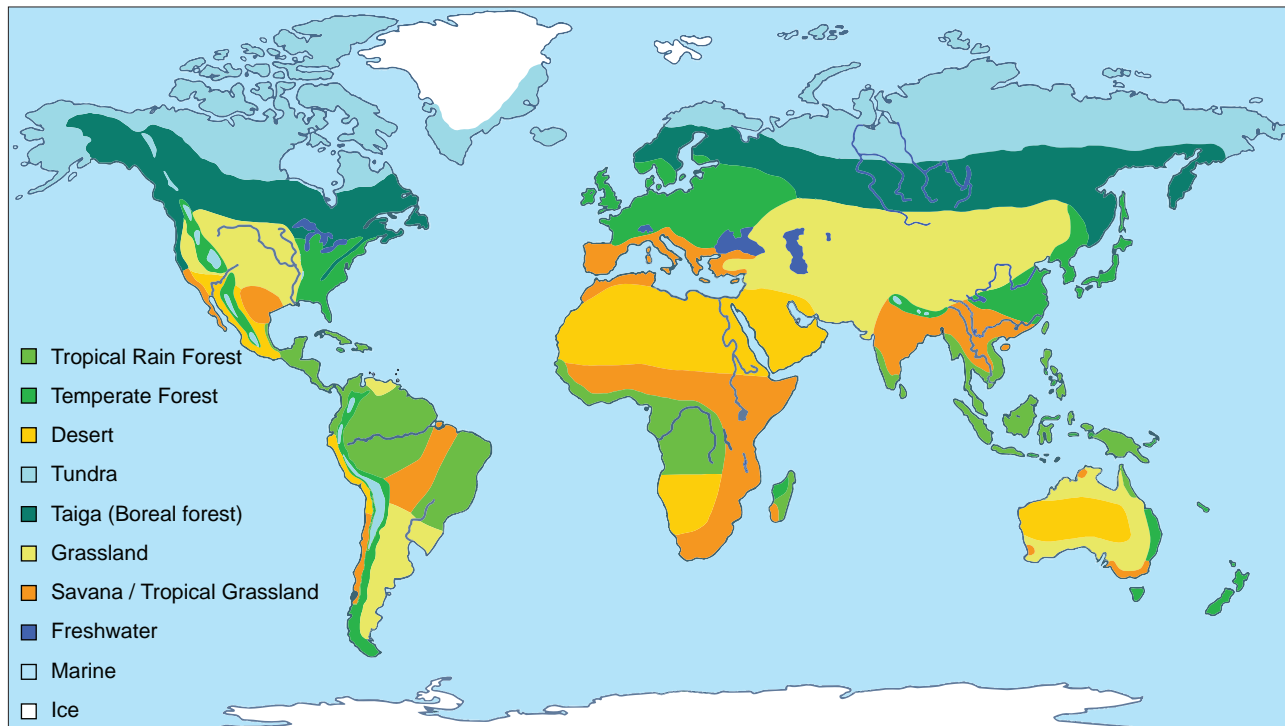 Tropical Rain Forest
Temperate Forest
Desert
Tundra
Taiga (Boreal forest)
Grassland
Savana / Tropical Grassland
Freshwater
Marine
Ice